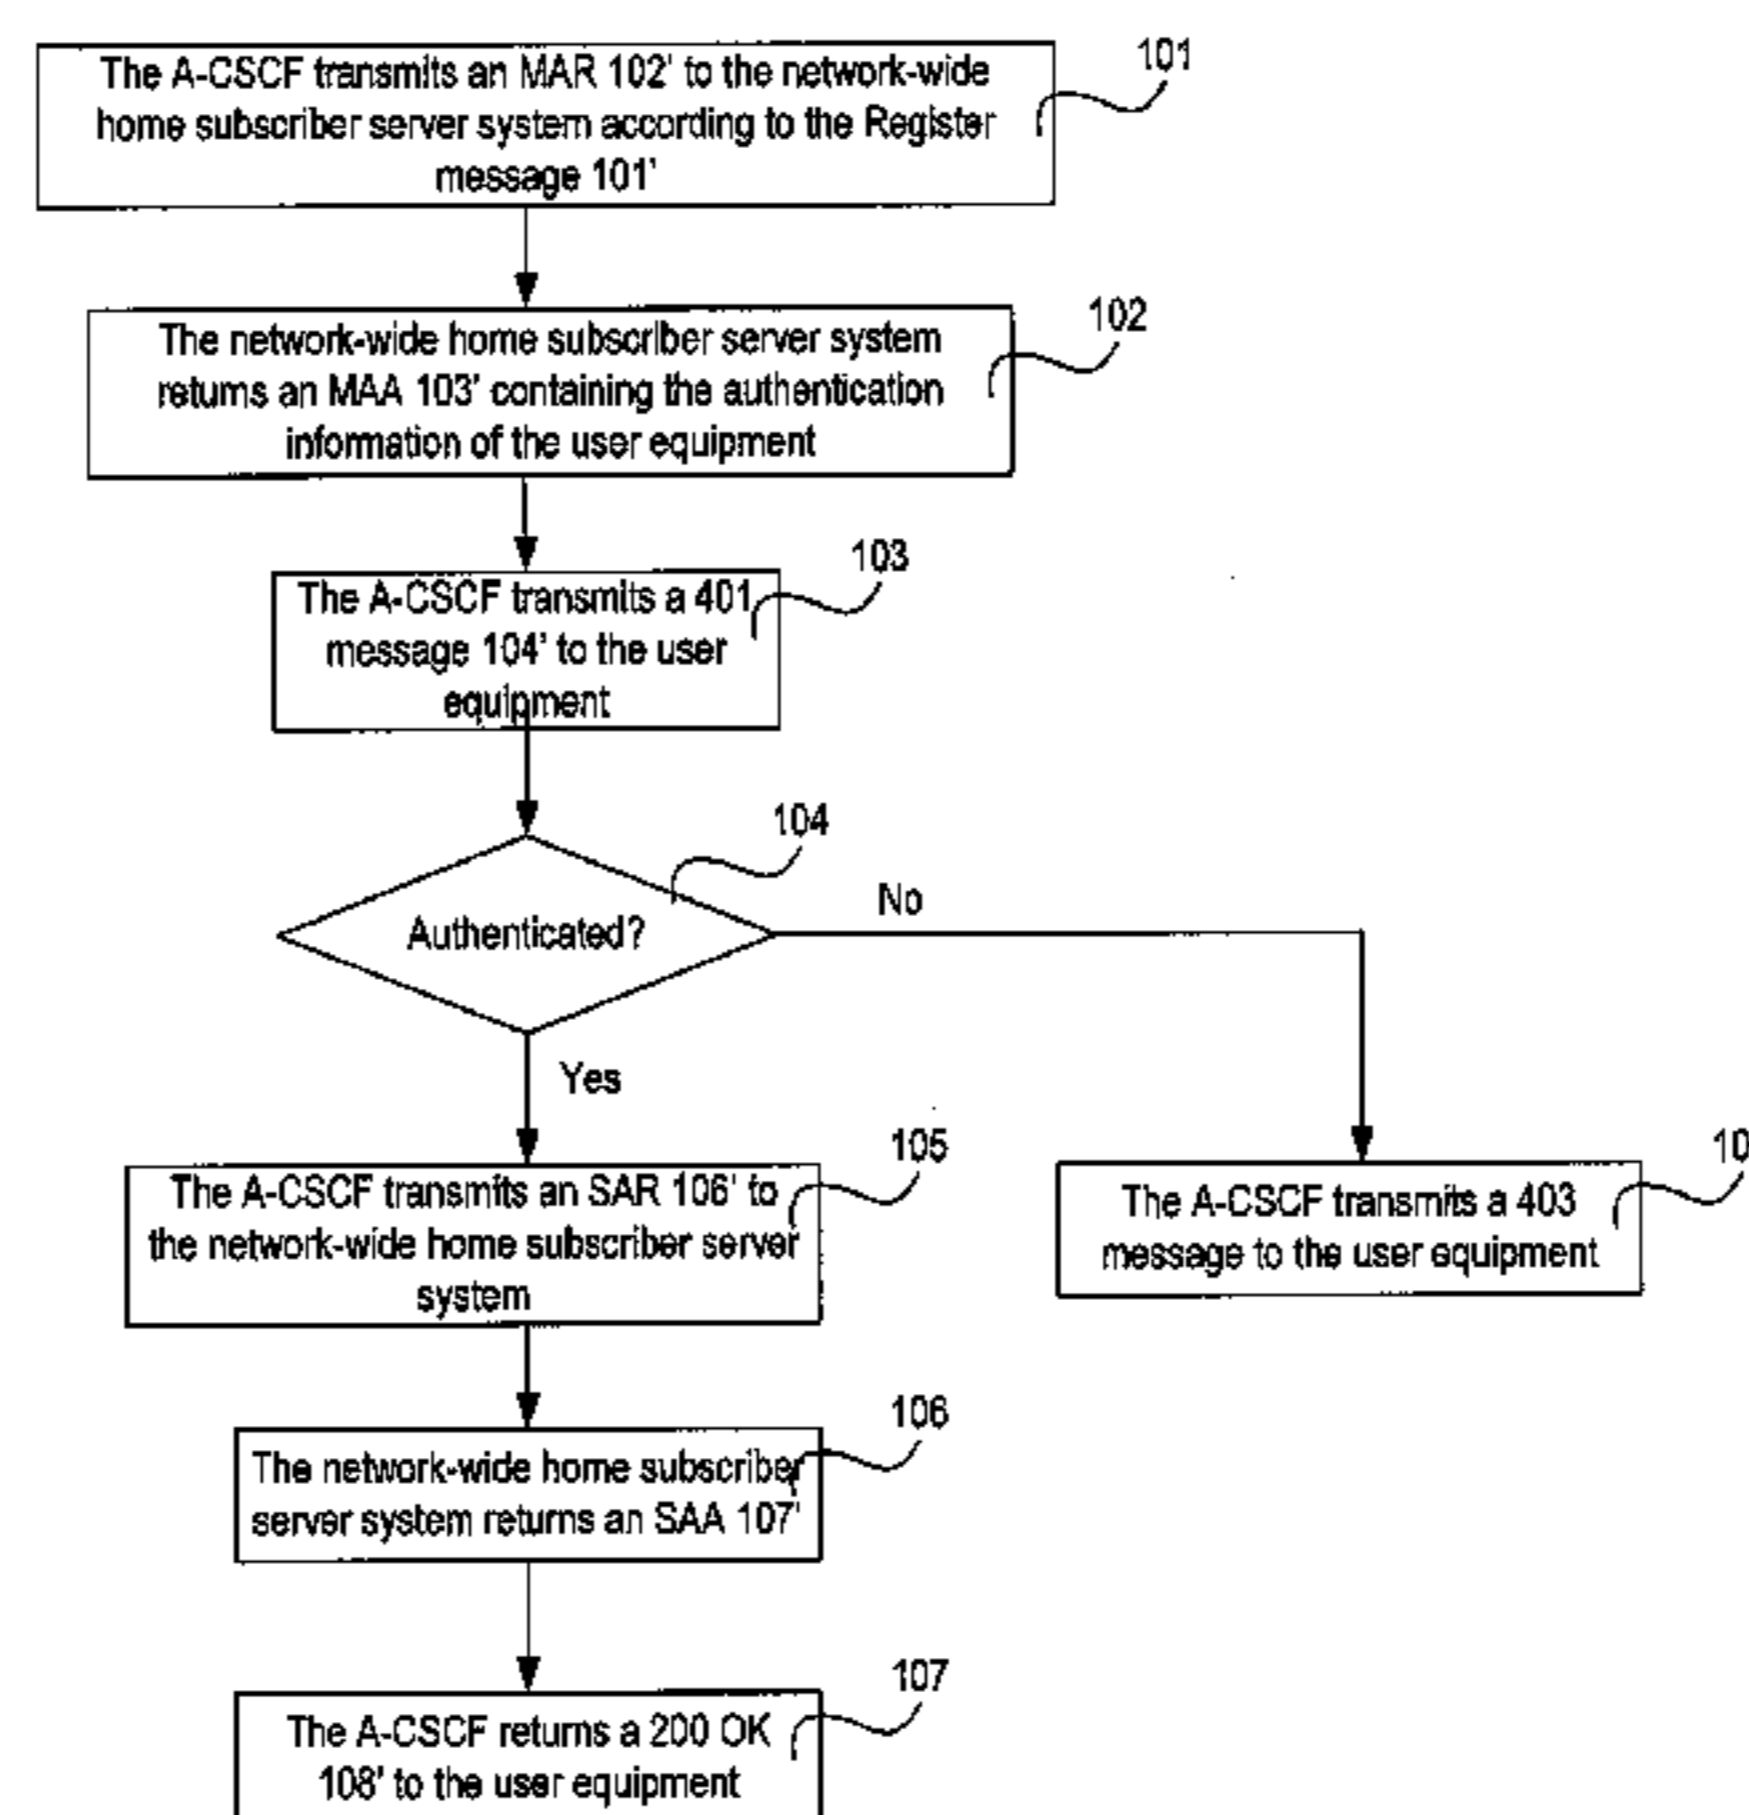 101
The A-CSCF transmits an MAR 102' to the network-wide
home subscriber server system according to the Register
message 101'
102
The network-wide home subscriber server system
returns an MAA 103' containing the authentication
information of the user equipment
103
The A-CSCF transmits a 401
message 104' to the user
equipment
104
Authenticated?
No
Yes
105
The A-CSCF transmits an SAR 106' to
the network-wide home subscriber server
system
10
The A-CSCF transmits a 403
message to the user equipment
106
The network-wide home subscriber
server system returns an SAA 107'
107
The A-CSCF returns a 200 OK
108' to the user equipment